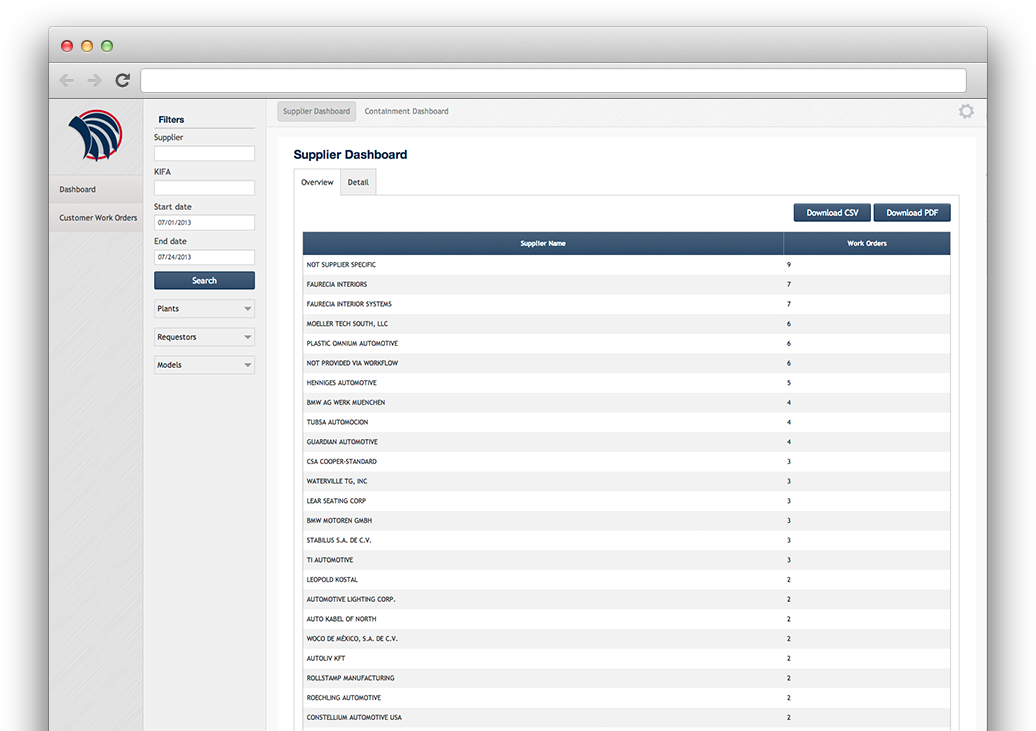 Supplier Dashboard Containment Dashboard
Dashboard
Customer Work Orders
Filters
Supplier
KIFA
Start date
07/01/2013
End date
07/24/2013
Search
Plants
Requestors
Models
Supplier Dashboard
Overview Detail
Download CSV Download PDF
Supplier Name Work Orders
NOT SUPPLIER SPECIFIC 9
FAURECIA INTERIORS 7
FAURECIA INTERIOR SYSTEMS 7
MOELLER TECH SOUTH, LLC 6
PLASTIC OMNIUM AUTOMOTIVE 6
NOT PROVIDED VIA WORKFLOW 6
HENNIGES AUTOMOTIVE 5
BMW AG WERK MUENCHEN 4
TUBSA AUTOMOCION 4
GUARDIAN AUTOMOTIVE 4
CSA COOPER-STANDARD 3
WATERVILLE TG, INC 3
LEAR SEATING CORP 3
BMW MOTOREN GMBH 3
STABILUS S.A. DE C.V. 3
TI AUTOMOTIVE 3
LEOPOLD KOSTAL 2
AUTOMOTIVE LIGHTING CORP. 2
AUTO KABEL OF NORTH 2
WOCO DE MÉXICO, S.A. DE C.V. 2
AUTOLIV KFT 2
ROLLSTAMP MANUFACTURING 2
ROECHLING AUTOMOTIVE 2
CONSTELLIUM AUTOMOTIVE USA 2